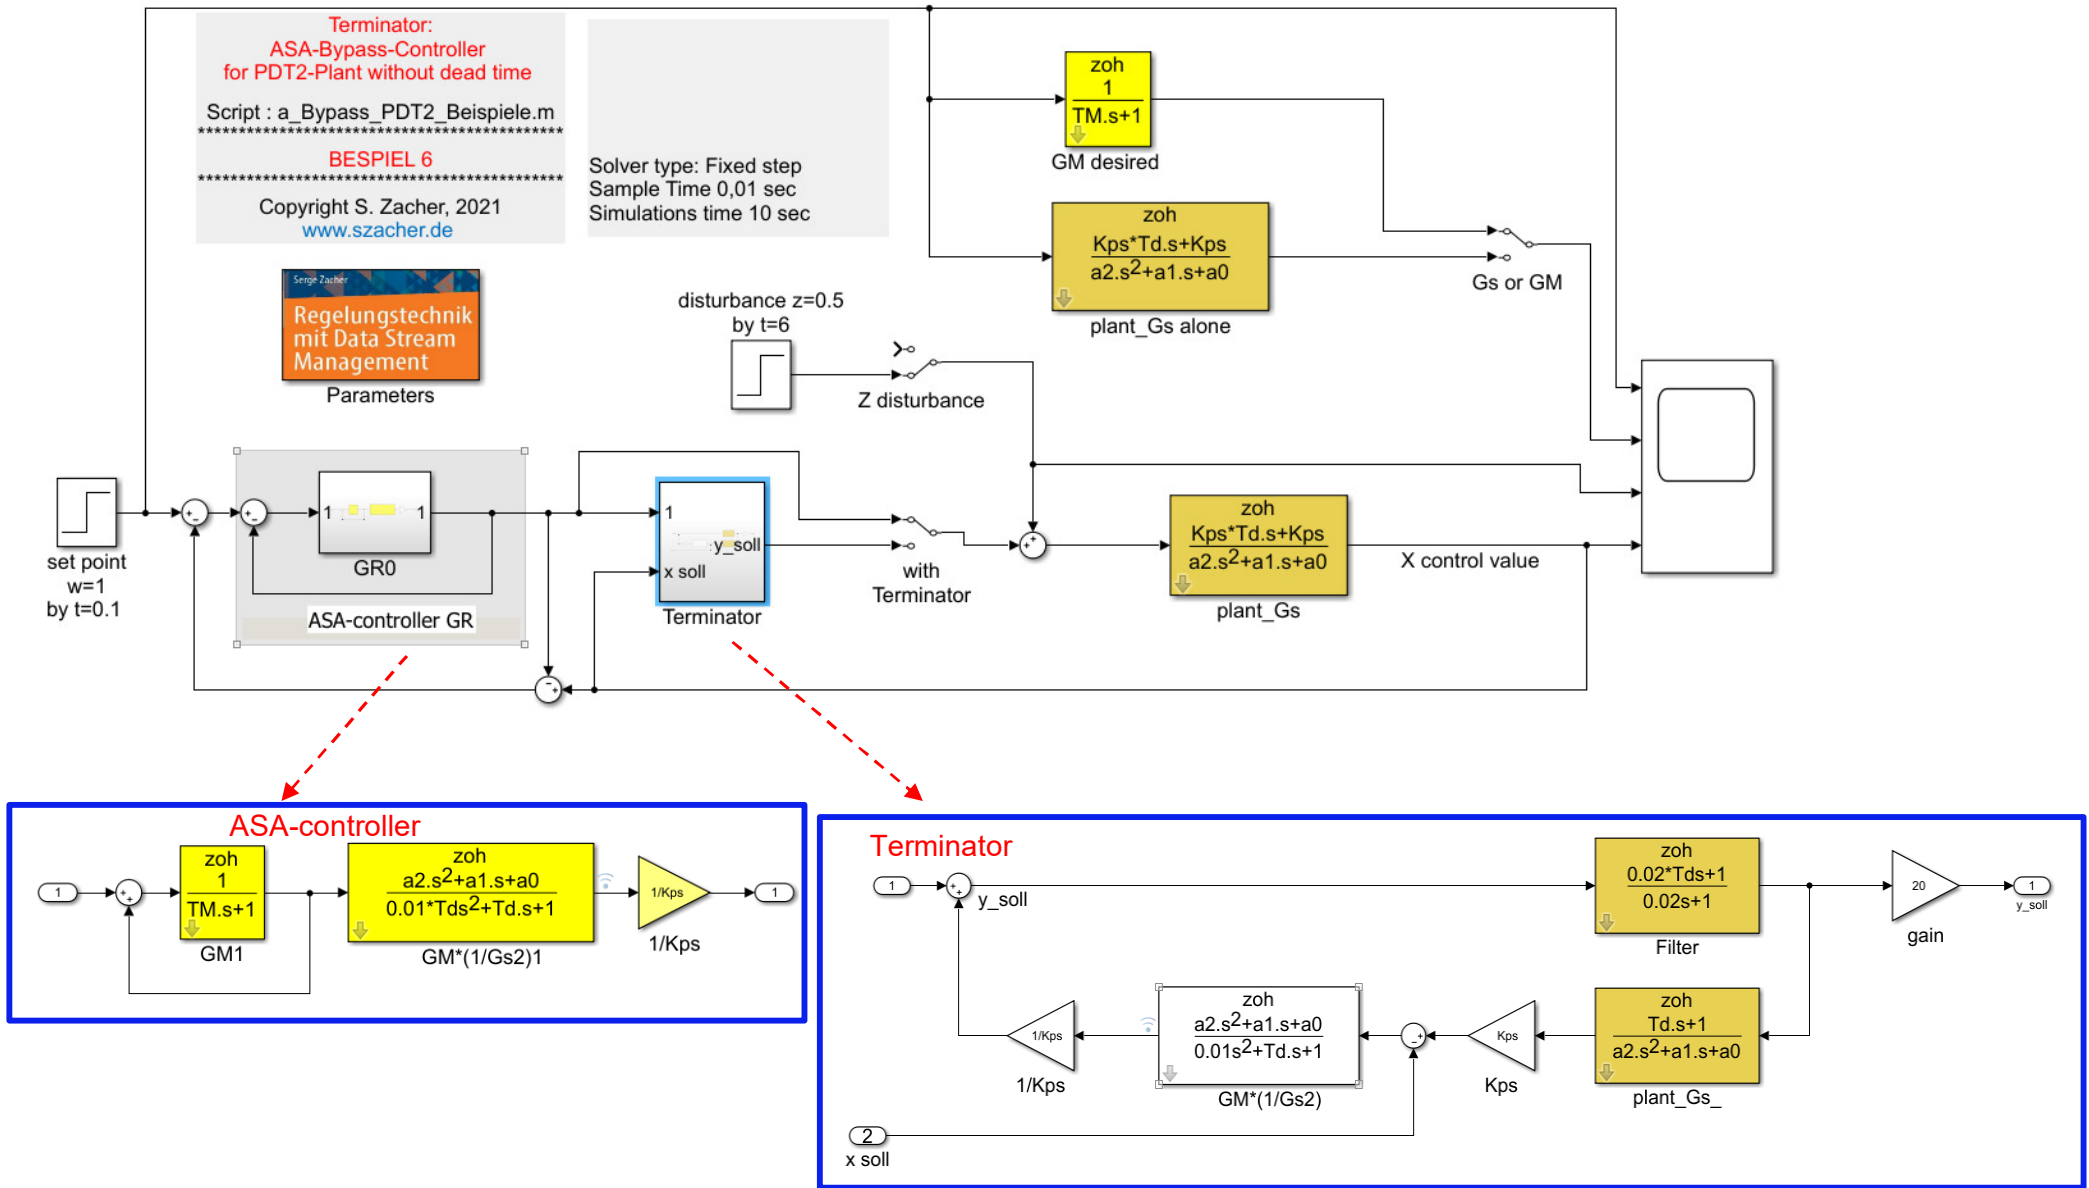 Terminator:
ASA-Bypass-Controller
for PDT2-Plant without dead time
Script : a_Bypass_PDT2_Beispiele.m
********************************************
BESPIEL 6
********************************************
Copyright S. Zacher, 2021
www.szacher.de
Solver type: Fixed step
Sample Time 0,01 sec
Simulations time 10 sec
zoh
1
TM.s+1
GM desired
zoh
Kps*Td.s+Kps
a2.s2+a1.s+a0
plant_Gs alone
Gs or GM
Serge Zacher
Regelungstechnik
mit Data Stream
Management
Parameters
disturbance z=0.5
by t=6
Z disturbance
set point
w=1
by t=0.1
1
1
GR0
ASA-controller GR
1
y_soll
x soll
Terminator
with
Terminator
zoh
Kps*Td.s+Kps
a2.s2+a1.s+a0
plant_Gs
X control value
ASA-controller
1
zoh
1
TM.s+1
GM1
zoh
a2.s2+a1.s+a0
0.01*Tds2+Td.s+1
GM*(1/Gs2)1
1/Kps
1/Kps
1
Terminator
1
y_soll
zoh
0.02*Tds+1
0.02s+1
Filter
20
gain
1
y_soll
1/Kps
1/Kps
zoh
a2.s2+a1.s+a0
0.01s2+Td.s+1
GM*(1/Gs2)
Kps
Kps
zoh
Td.s+1
a2.s2+a1.s+a0
plant_Gs_
2
x soll